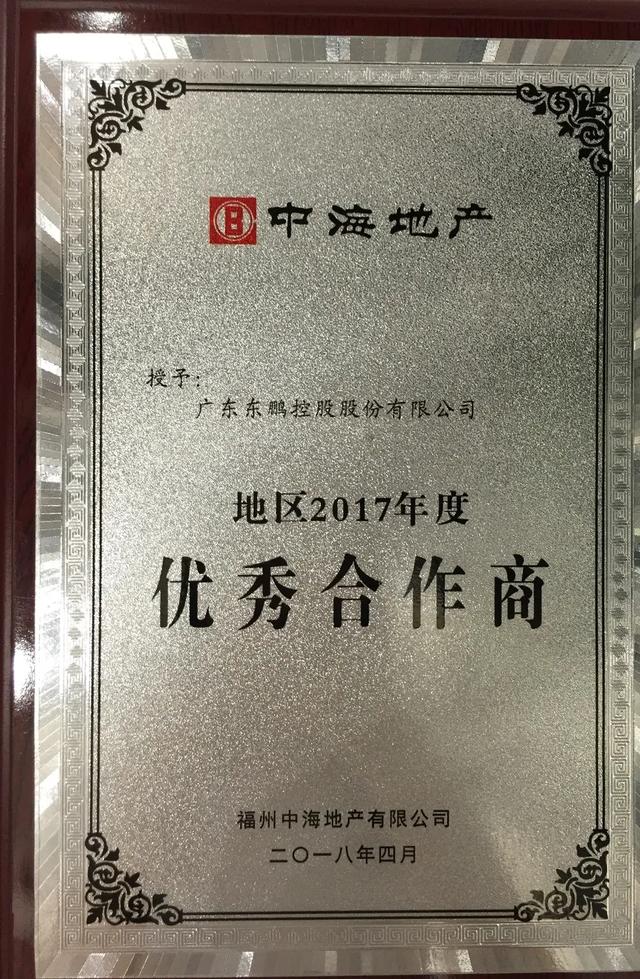 中海地产
授予：
广东东鹏控股股份有限公司
地区2017年度
优秀合作商
福州中海地产有限公司
二〇一八年四月